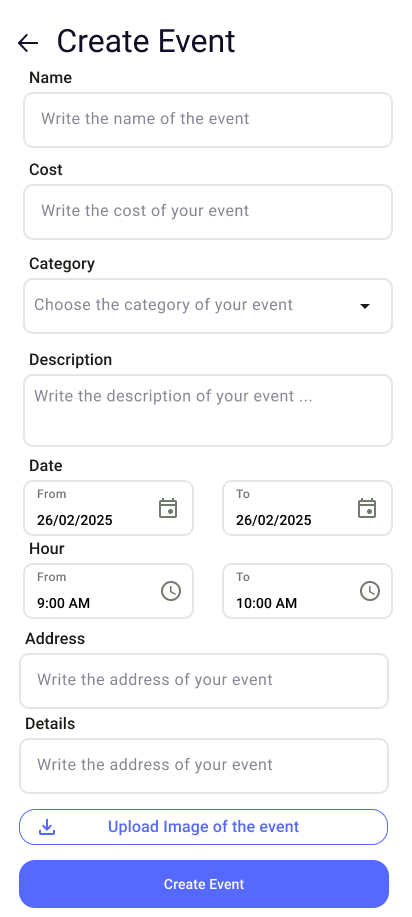 Create Event
Name
Write the name of the event
Cost
Write the cost of your event
Category
Choose the category of your event
Description
Write the description of your event ...
Date
From To
26/02/2025 26/02/2025
Hour
From To
9:00 AM 10:00 AM
Address
Write the address of your event
Details
Write the address of your event
Upload Image of the event
Create Event